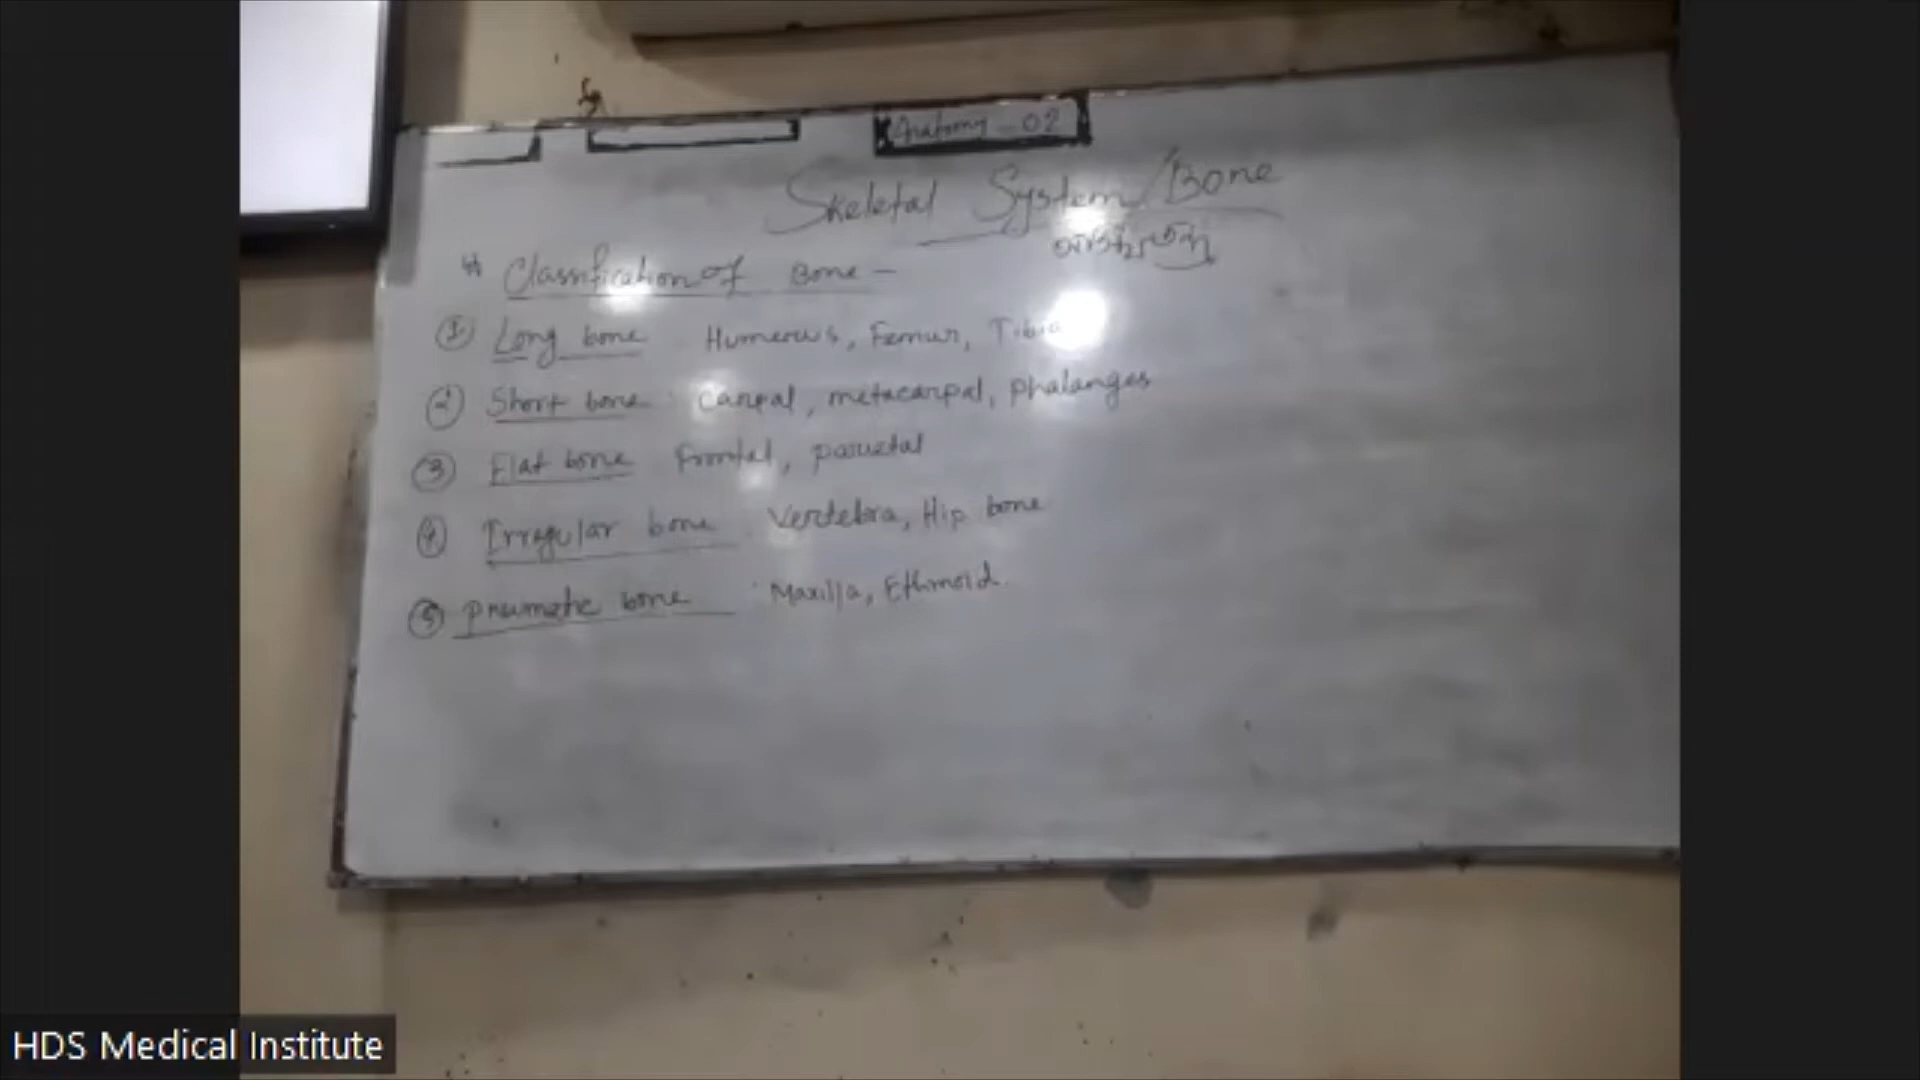 Anatomy - 02
Skeletal System/Bone
# Classification of Bone -
① Long bone Humerus, Femur, Tibia
② Short bone Carpal, metacarpal, phalanges
③ Flat bone Frontal, parietal
④ Irregular bone Vertebra, Hip bone
⑤ Pneumatic bone Maxilla, Ethmoid.
HDS Medical Institute